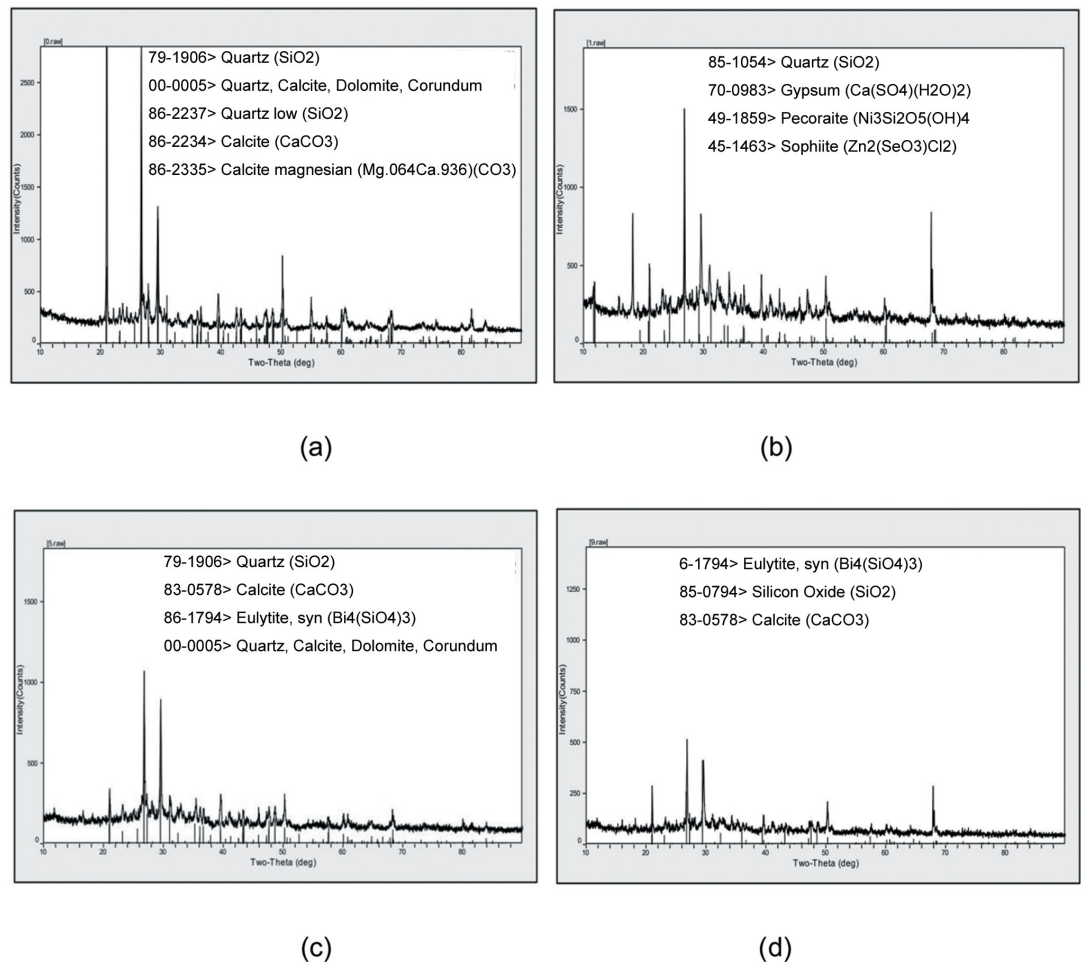 [0.raw]
79-1906> Quartz (SiO2)
00-0005> Quartz, Calcite, Dolomite, Corundum
86-2237> Quartz low (SiO2)
86-2234> Calcite (CaCO3)
86-2335> Calcite magnesian (Mg.064Ca.936)(CO3)
Intensity(Counts)
2500
2000
1500
1000
500
0
10 20 30 40 50 60 70 80
Two-Theta (deg)
(a)
[1.raw]
85-1054> Quartz (SiO2)
70-0983> Gypsum (Ca(SO4)(H2O)2)
49-1859> Pecoraite (Ni3Si2O5(OH)4
45-1463> Sophiite (Zn2(SeO3)Cl2)
Intensity(Counts)
1500
1000
500
0
10 20 30 40 50 60 70 80
Two-Theta (deg)
(b)
[5.raw]
79-1906> Quartz (SiO2)
83-0578> Calcite (CaCO3)
86-1794> Eulytite, syn (Bi4(SiO4)3)
00-0005> Quartz, Calcite, Dolomite, Corundum
Intensity(Counts)
1500
1000
500
0
10 20 30 40 50 60 70 80
Two-Theta (deg)
(c)
[9.raw]
6-1794> Eulytite, syn (Bi4(SiO4)3)
85-0794> Silicon Oxide (SiO2)
83-0578> Calcite (CaCO3)
Intensity(Counts)
1250
1000
750
500
250
0
10 20 30 40 50 60 70 80
Two-Theta (deg)
(d)